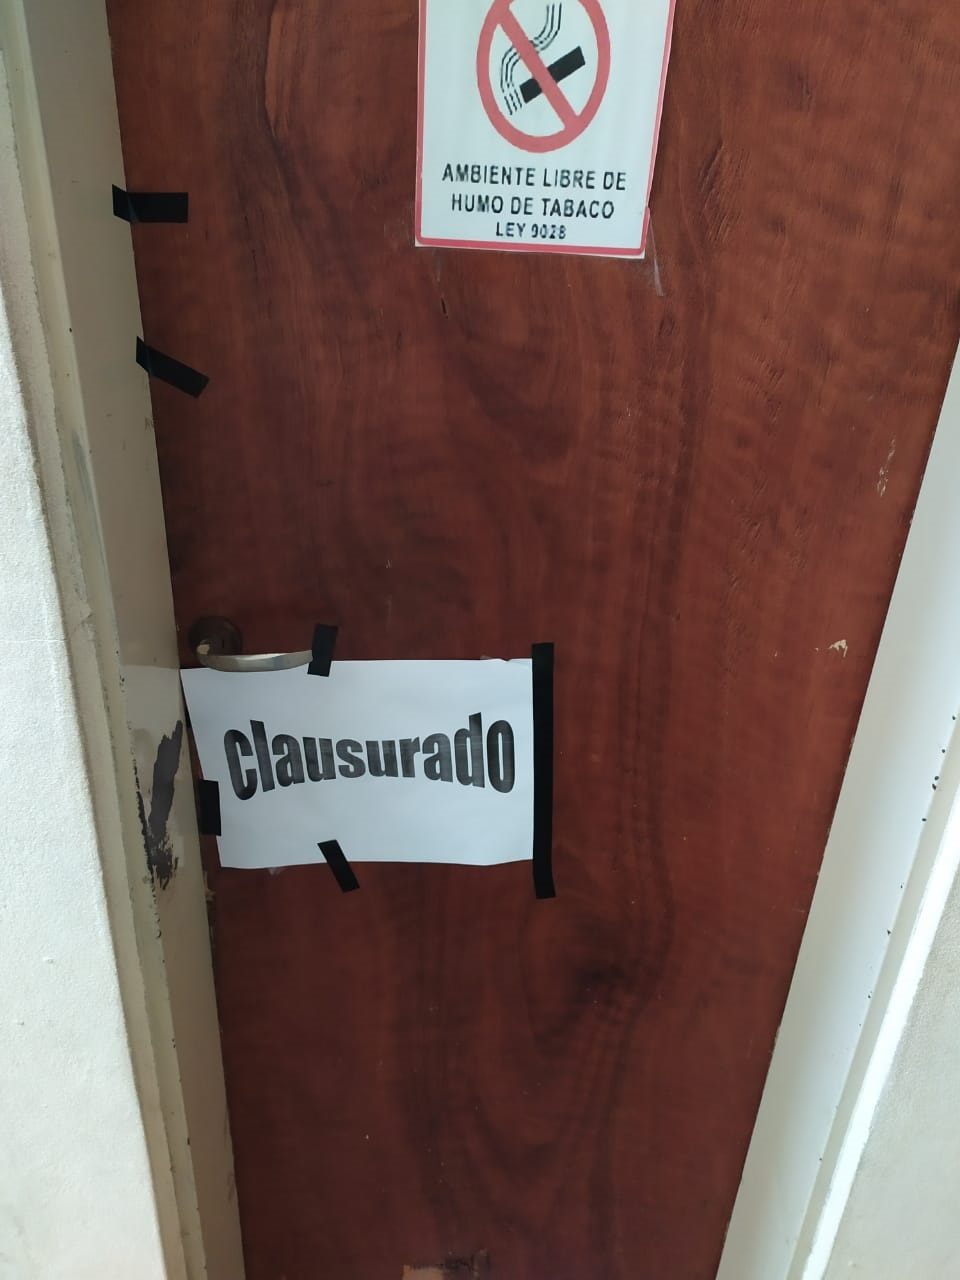 AMBIENTE LIBRE DE
HUMO DE TABACO
LEY 9028
clausurado